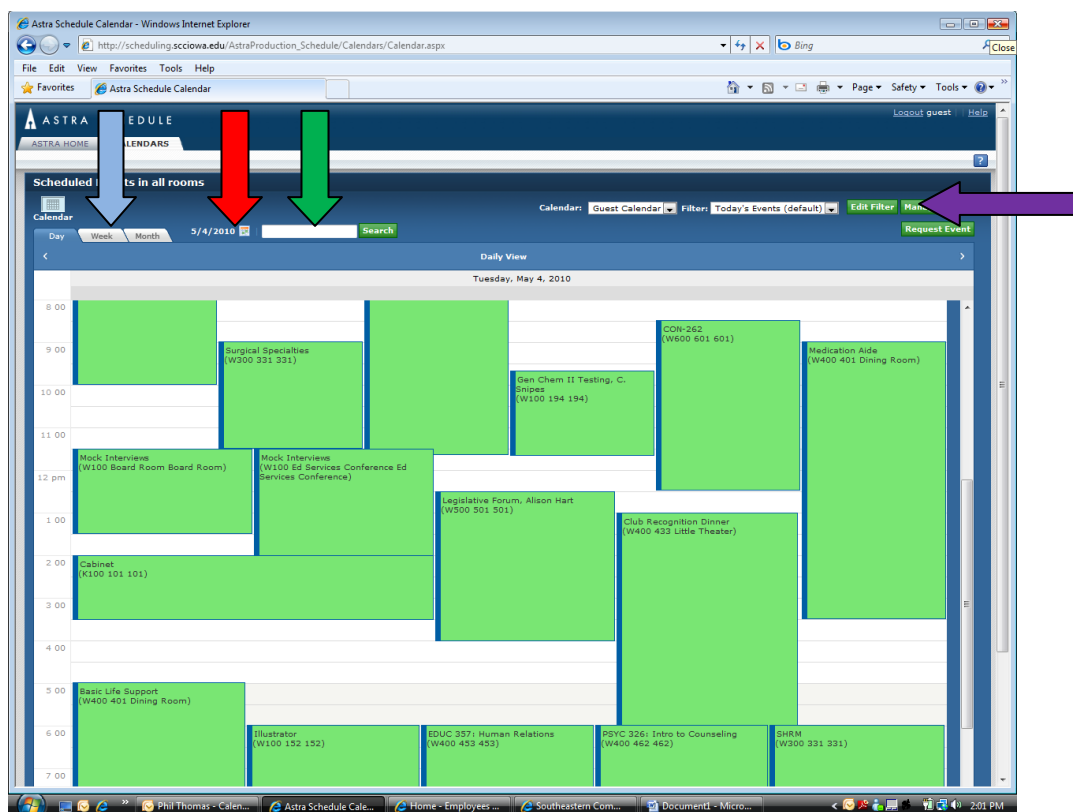 Astra Schedule Calendar - Windows Internet Explorer
http://scheduling.scciowa.edu/AstraProduction_Schedule/Calendars/Calendar.aspx
Bing
Close
File Edit View Favorites Tools Help
Favorites
Astra Schedule Calendar
Page Safety Tools
ASTRA EDULE
Logout guest | Help
ASTRA HOME
LENDARS
?
Schedul ts in all rooms
Calendar
Calendar: Guest Calendar Filter: Today's Events (default) Edit Filter Man
Day Week Month 5/4/2010 Search
Request Event
< Daily View >
Tuesday, May 4, 2010
8 00
CON-262
(W600 601 601)
9 00
Surgical Specialties
(W300 331 331)
Medication Aide
(W400 401 Dining Room)
Gen Chem II Testing, C.
Snipes
(W100 194 194)
10 00
11 00
Mock Interviews
(W100 Board Room Board Room)
Mock Interviews
(W100 Ed Services Conference Ed
Services Conference)
12 pm
Legislative Forum, Alison Hart
(W500 501 501)
1 00
Club Recognition Dinner
(W400 433 Little Theater)
2 00
Cabinet
(K100 101 101)
3 00
4 00
5 00
Basic Life Support
(W400 401 Dining Room)
6 00
Illustrator
(W100 152 152)
EDUC 357: Human Relations
(W400 453 453)
PSYC 326: Intro to Counseling
(W400 462 462)
SHRM
(W300 331 331)
7 00
Phil Thomas - Calen... Astra Schedule Cale... Home - Employees ... Southeastern Com... Document1 - Micro... 2:01 PM